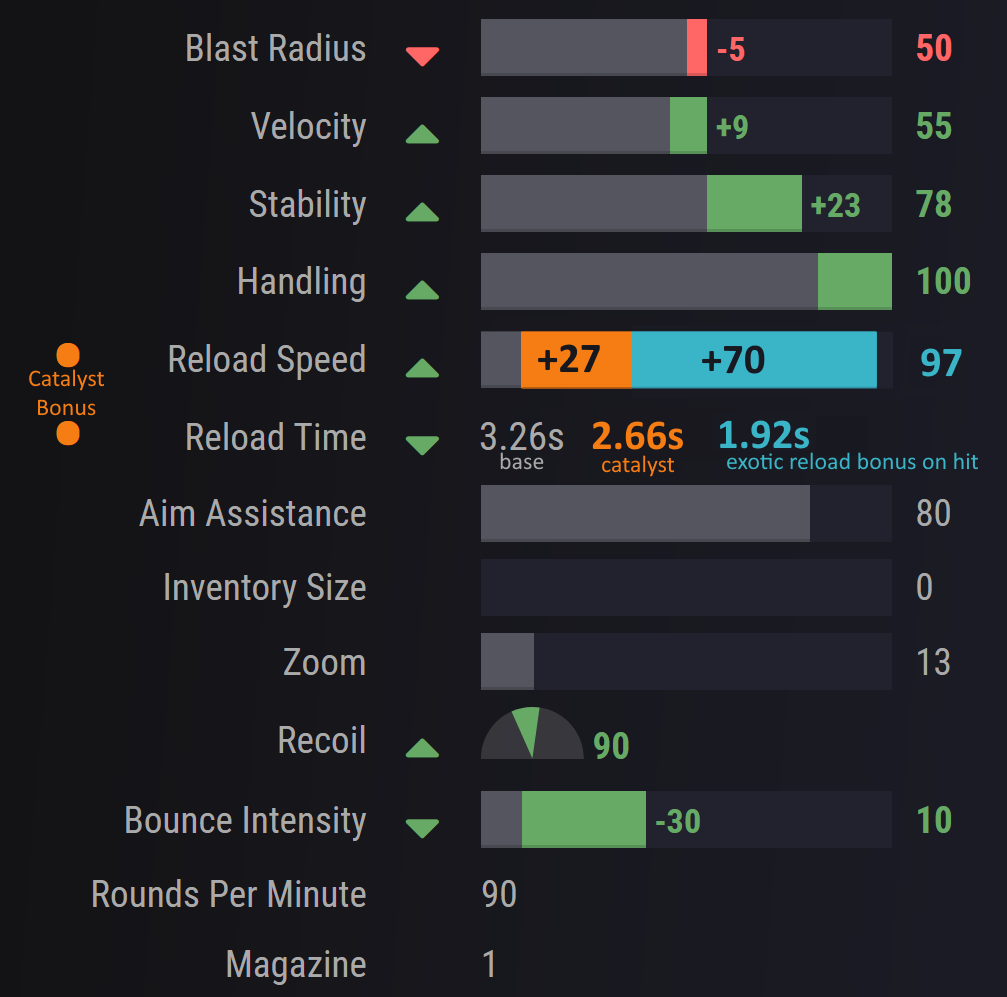 Blast Radius -5 50
Velocity +9 55
Stability +23 78
Handling 100
Reload Speed +27 +70 97
Catalyst
Bonus
Reload Time 3.26s 2.66s 1.92s
base catalyst exotic reload bonus on hit
Aim Assistance 80
Inventory Size 0
Zoom 13
Recoil 90
Bounce Intensity -30 10
Rounds Per Minute 90
Magazine 1